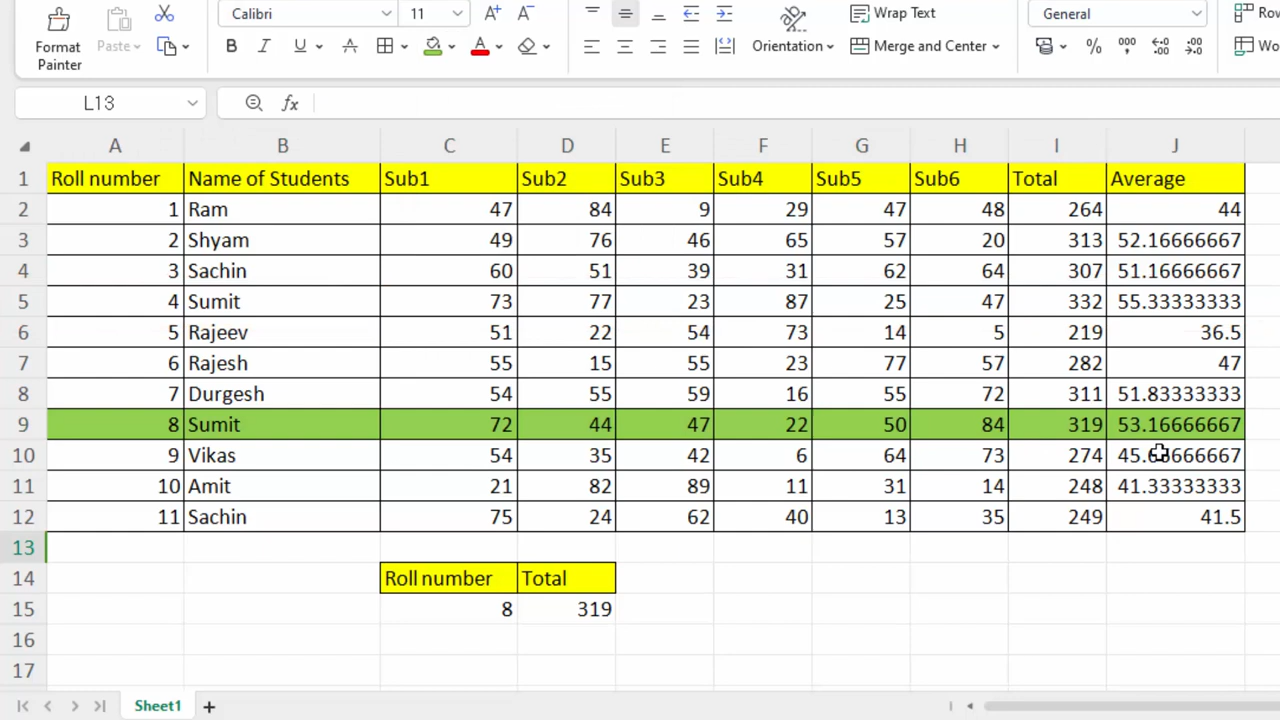 Calibri 11 A+ A- Wrap Text General Row
Format Painter Paste B I U A A Orientation Merge and Center % 000 .00 Wo
L13 fx
A B C D E F G H I J
1 Roll number Name of Students Sub1 Sub2 Sub3 Sub4 Sub5 Sub6 Total Average
2 1 Ram 47 84 9 29 47 48 264 44
3 2 Shyam 49 76 46 65 57 20 313 52.16666667
4 3 Sachin 60 51 39 31 62 64 307 51.16666667
5 4 Sumit 73 77 23 87 25 47 332 55.33333333
6 5 Rajeev 51 22 54 73 14 5 219 36.5
7 6 Rajesh 55 15 55 23 77 57 282 47
8 7 Durgesh 54 55 59 16 55 72 311 51.83333333
9 8 Sumit 72 44 47 22 50 84 319 53.16666667
10 9 Vikas 54 35 42 6 64 73 274 45.66666667
11 10 Amit 21 82 89 11 31 14 248 41.33333333
12 11 Sachin 75 24 62 40 13 35 249 41.5
13
14 Roll number Total
15 8 319
16
17
Sheet1 +